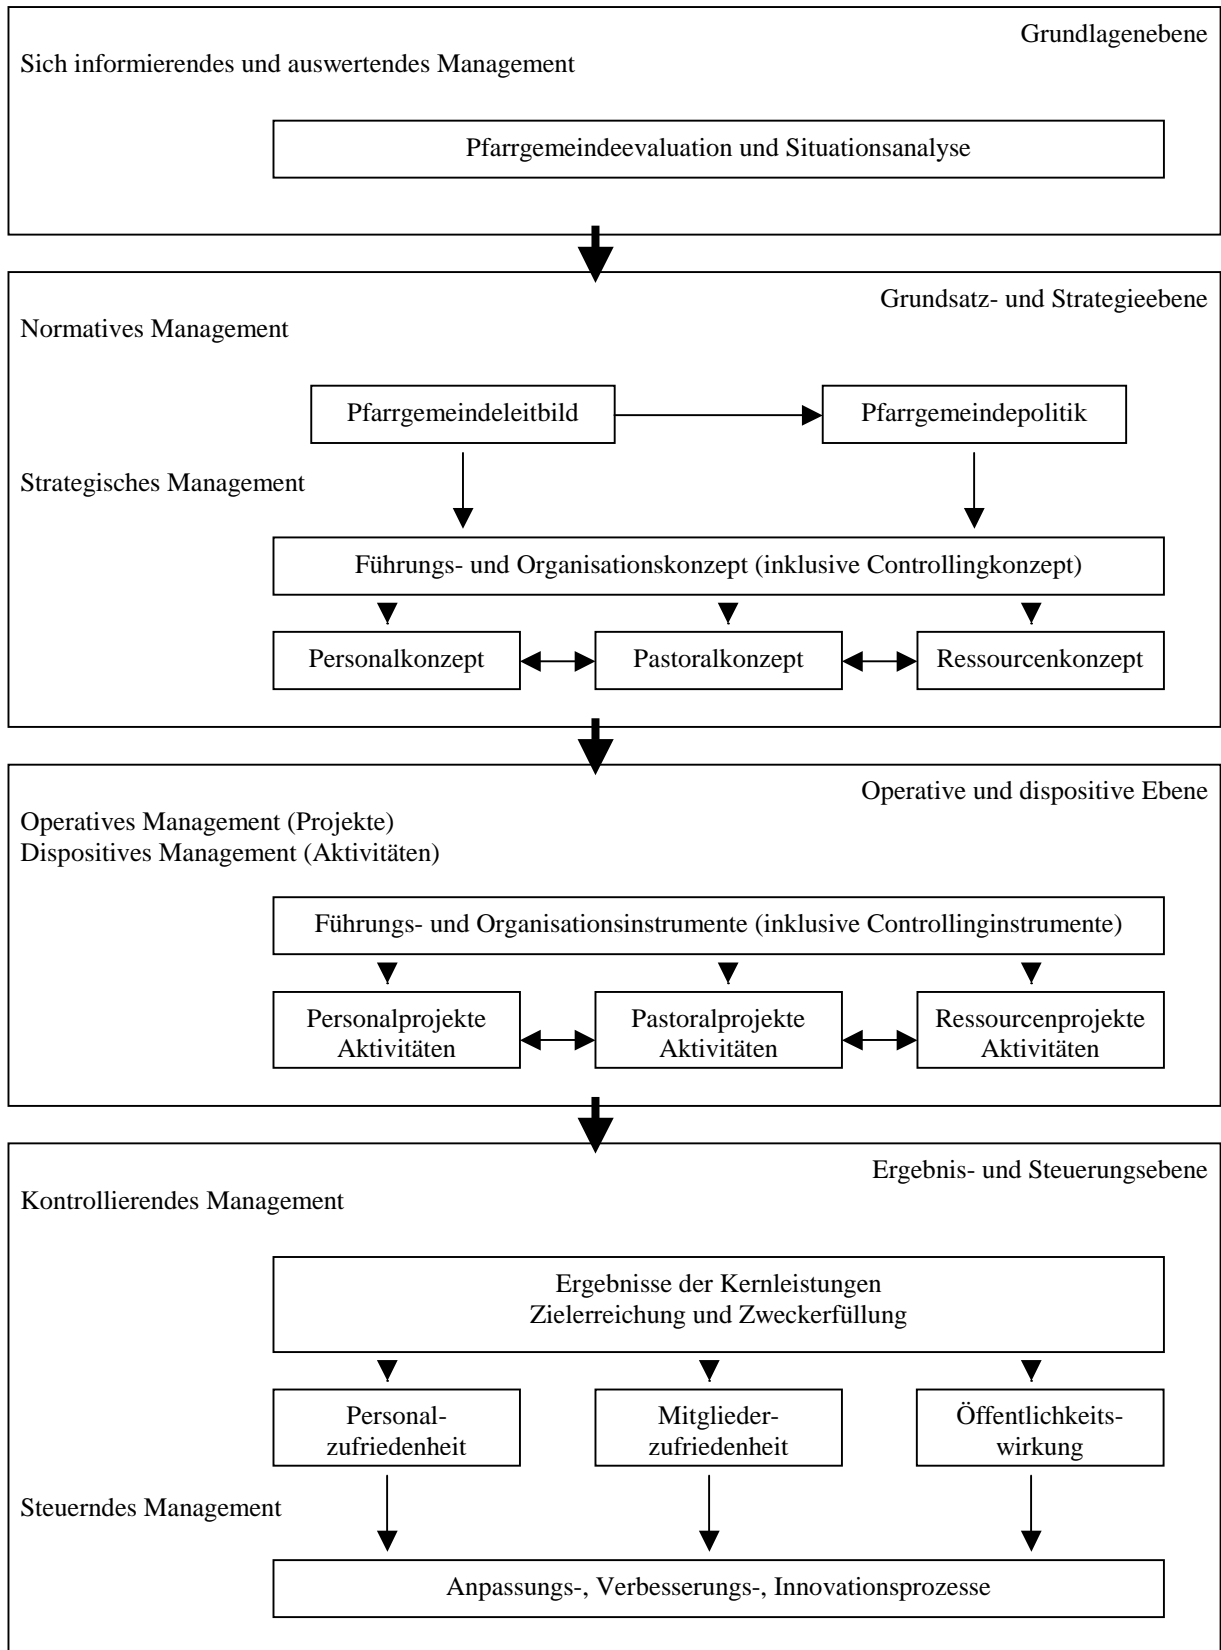 Grundlagenebene
Sich informierendes und auswertendes Management
Pfarrgemeindeevaluation und Situationsanalyse
Grundsatz- und Strategieebene
Normatives Management
Pfarrgemeindeleitbild
Pfarrgemeindepolitik
Strategisches Management
Führungs- und Organisationskonzept (inklusive Controllingkonzept)
Personalkonzept
Pastoralkonzept
Ressourcenkonzept
Operative und dispositive Ebene
Operatives Management (Projekte)
Dispositives Management (Aktivitäten)
Führungs- und Organisationsinstrumente (inklusive Controllinginstrumente)
Personalprojekte
Aktivitäten
Pastoralprojekte
Aktivitäten
Ressourcenprojekte
Aktivitäten
Ergebnis- und Steuerungsebene
Kontrollierendes Management
Ergebnisse der Kernleistungen
Zielerreichung und Zweckerfüllung
Personal-
zufriedenheit
Mitglieder-
zufriedenheit
Öffentlichkeits-
wirkung
Steuerndes Management
Anpassungs-, Verbesserungs-, Innovationsprozesse